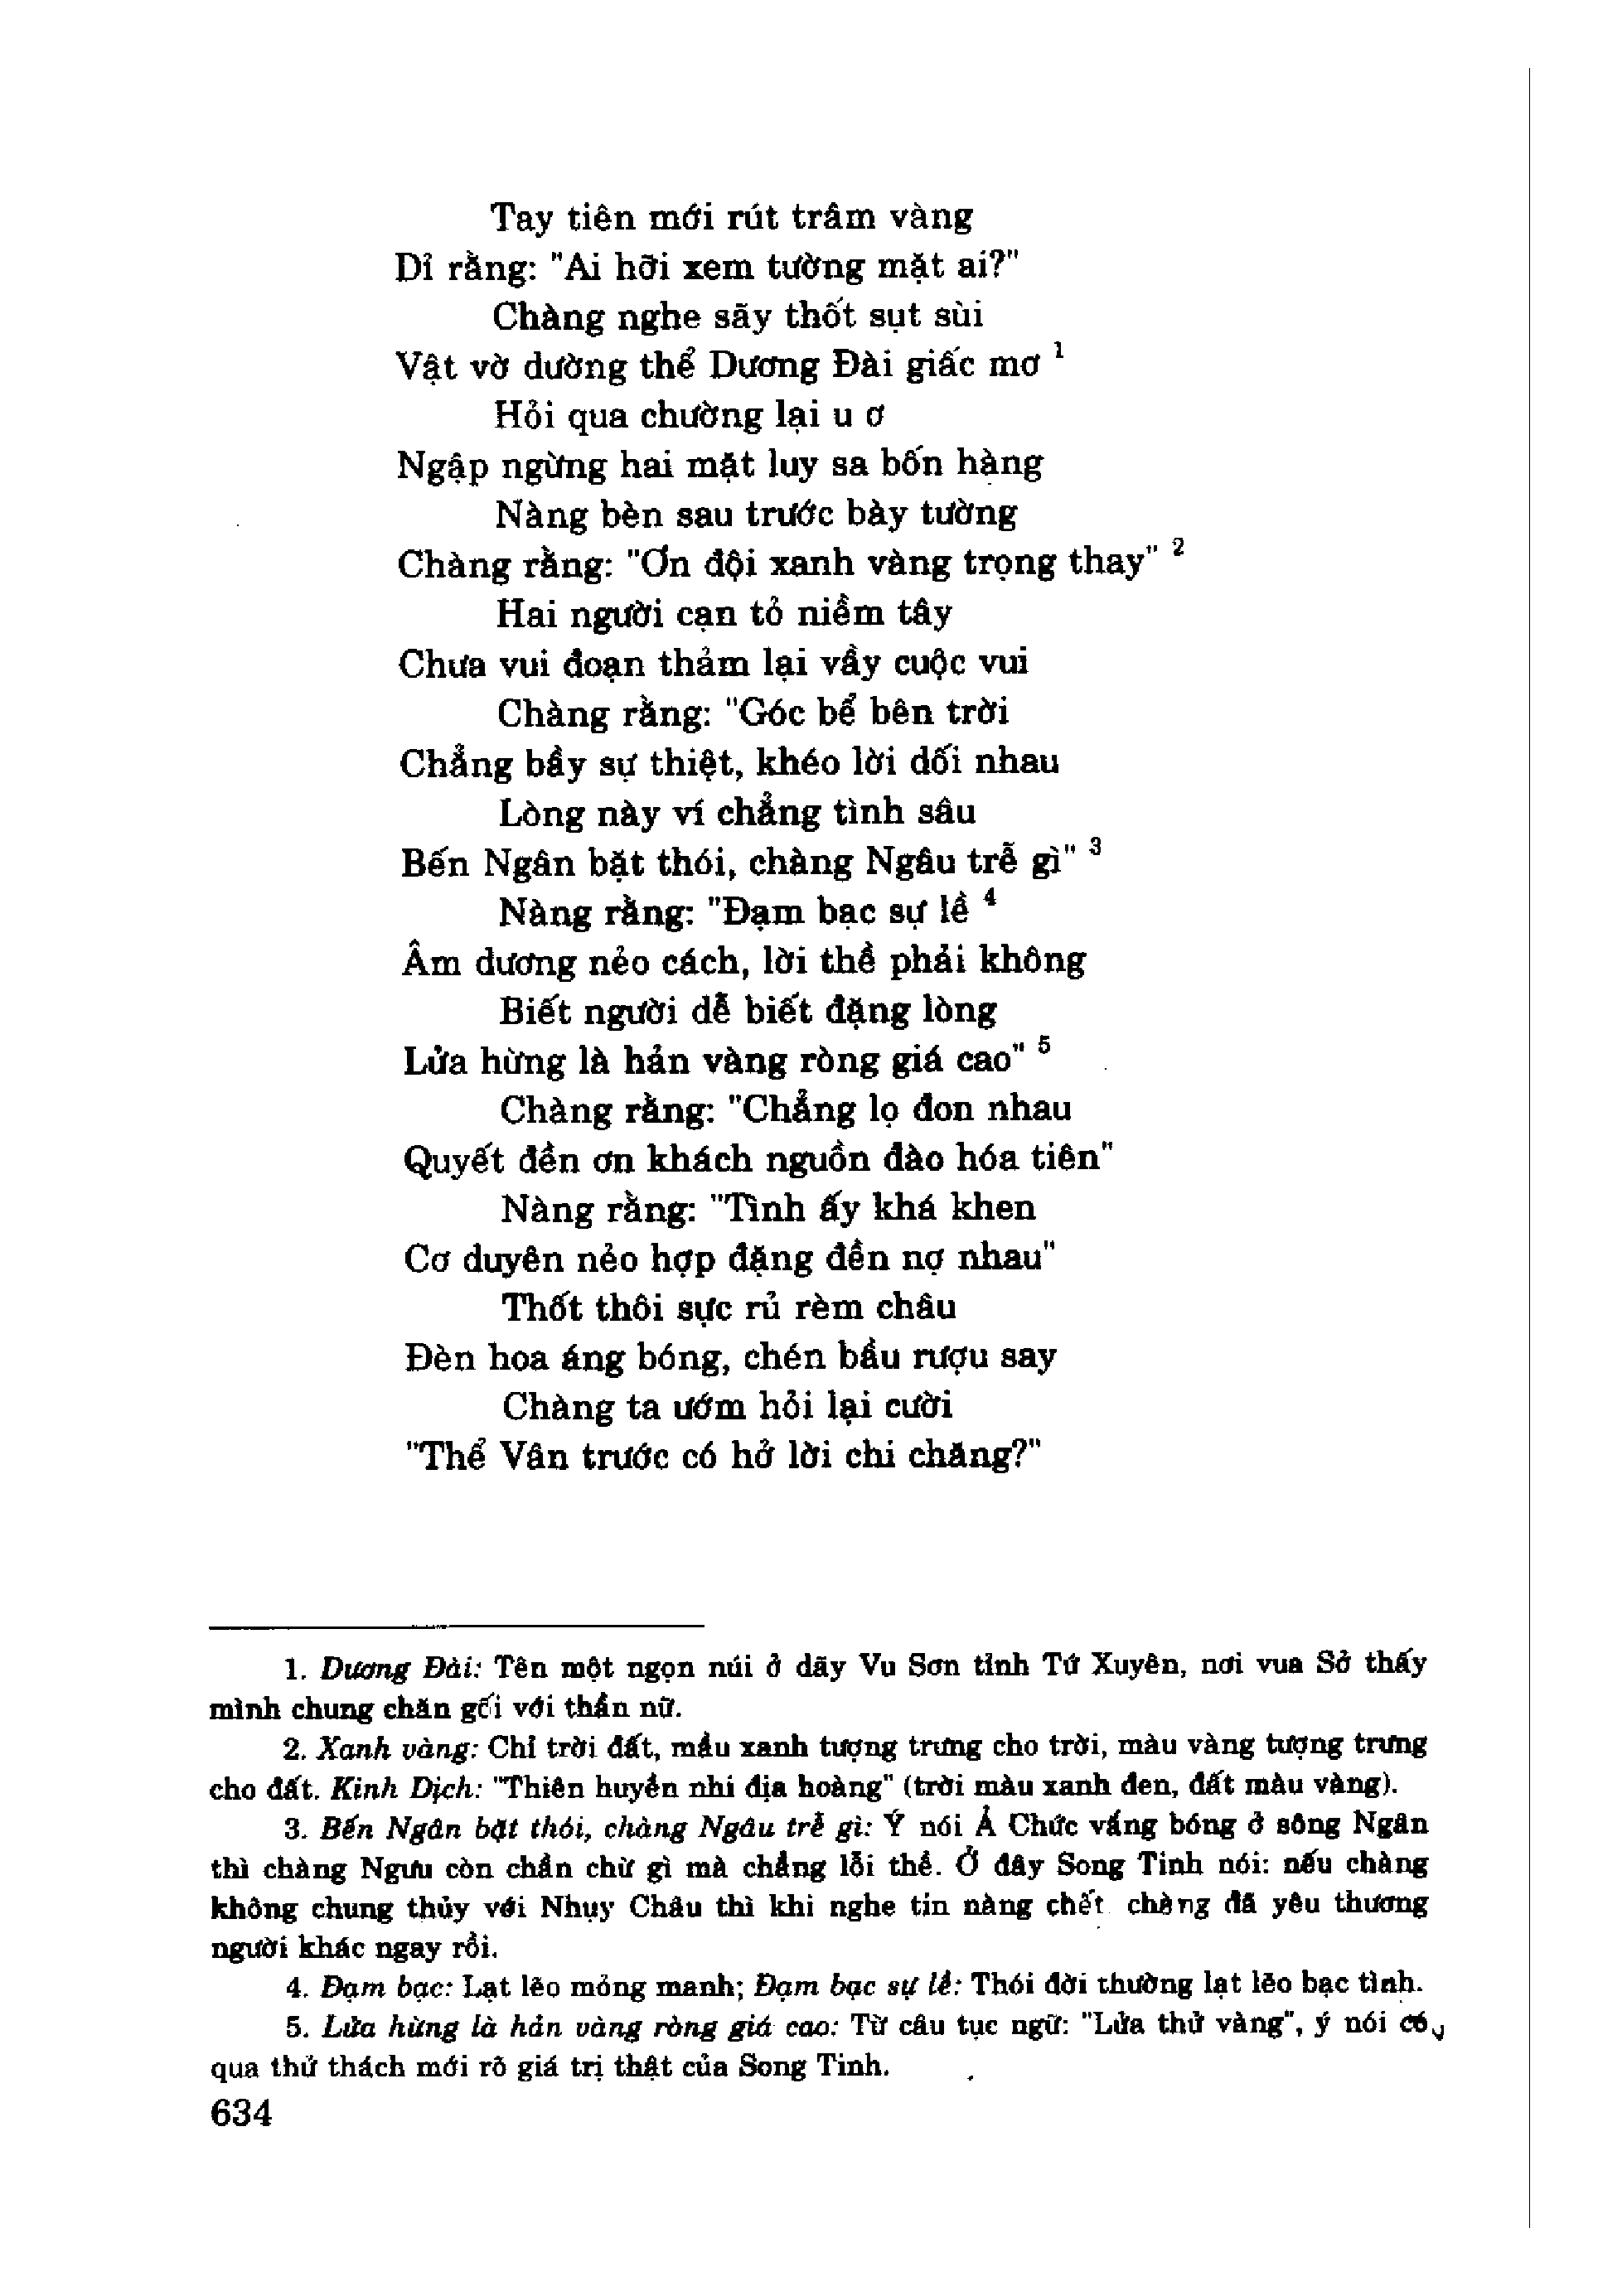 Tay tiên mới rút trâm vàng
Dỉ rằng: "Ai hỡi xem tường mặt ai?"
Chàng nghe sẩy thốt sụt sùi
Vật vờ dường thể Dương Đài giấc mơ 1
Hỏi qua chường lại u ơ
Ngập ngừng hai mặt luy sa bốn hàng
Nàng bèn sau trước bày tường
Chàng rằng: "Ơn đội xanh vàng trọng thay" 2
Hai người cạn tỏ niềm tây
Chưa vui đoạn thảm lại vầy cuộc vui
Chàng rằng: "Góc bể bên trời
Chẳng bầy sự thiệt, khéo lời dối nhau
Lòng này ví chẳng tình sâu
Bến Ngân bặt thói, chàng Ngâu trễ gì" 3
Nàng rằng: "Đạm bạc sự lề 4
Âm dương nẻo cách, lời thề phải không
Biết người dễ biết đặng lòng
Lửa hừng là hản vàng ròng giá cao" 5
Chàng rằng: "Chẳng lọ đon nhau
Quyết đền ơn khách nguồn đào hóa tiên"
Nàng rằng: "Tình ấy khá khen
Cơ duyên nẻo hợp đặng đền nợ nhau"
Thốt thôi sực rủ rèm châu
Đèn hoa áng bóng, chén bầu rượu say
Chàng ta ướm hỏi lại cười
"Thể Vân trước có hở lời chi chăng?"
1. Dương Đài: Tên một ngọn núi ở dãy Vu Sơn tỉnh Tứ Xuyên, nơi vua Sở thấy
mình chung chăn gối với thần nữ.
2. Xanh vàng: Chỉ trời đất, mầu xanh tượng trưng cho trời, màu vàng tượng trưng
cho đất. Kinh Dịch: "Thiên huyền nhi địa hoàng" (trời màu xanh đen, đất màu vàng).
3. Bến Ngân bặt thói, chàng Ngâu trễ gì: Ý nói Ả Chức vắng bóng ở sông Ngân
thì chàng Ngưu còn chần chừ gì mà chẳng lỗi thề. Ở đây Song Tinh nói: nếu chàng
không chung thủy với Nhụy Châu thì khi nghe tin nàng chết chàng đã yêu thương
người khác ngay rồi.
4. Đạm bạc: Lạt lẽo mỏng manh; Đạm bạc sự lề: Thói đời thường lạt lẽo bạc tình.
5. Lửa hừng là hản vàng ròng giá cao: Từ câu tục ngữ: "Lửa thử vàng", ý nói có
qua thử thách mới rõ giá trị thật của Song Tinh.
634